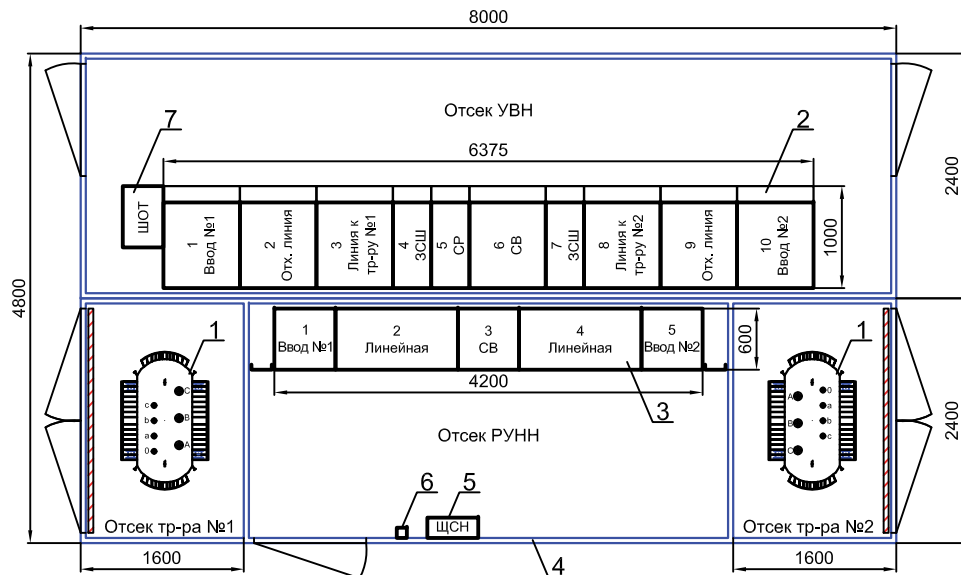 8000
Отсек УВН
7
2
6375
ШОТ
1
Ввод №1
2
Отх. линия
3
Линия к
тр-ру №1
4
ЗСШ
5
СР
6
СВ
7
ЗСШ
8
Линия к
тр-ру №2
9
Отх. линия
10
Ввод №2
1000
2400
4800
1
1
1
Ввод №1
2
Линейная
3
СВ
4
Линейная
5
Ввод №2
600
4200
3
Отсек РУНН
2400
c
b
a
0
C
B
A
A
B
C
0
a
b
c
6
5
ЩСН
Отсек тр-ра №1
Отсек тр-ра №2
4
1600
1600